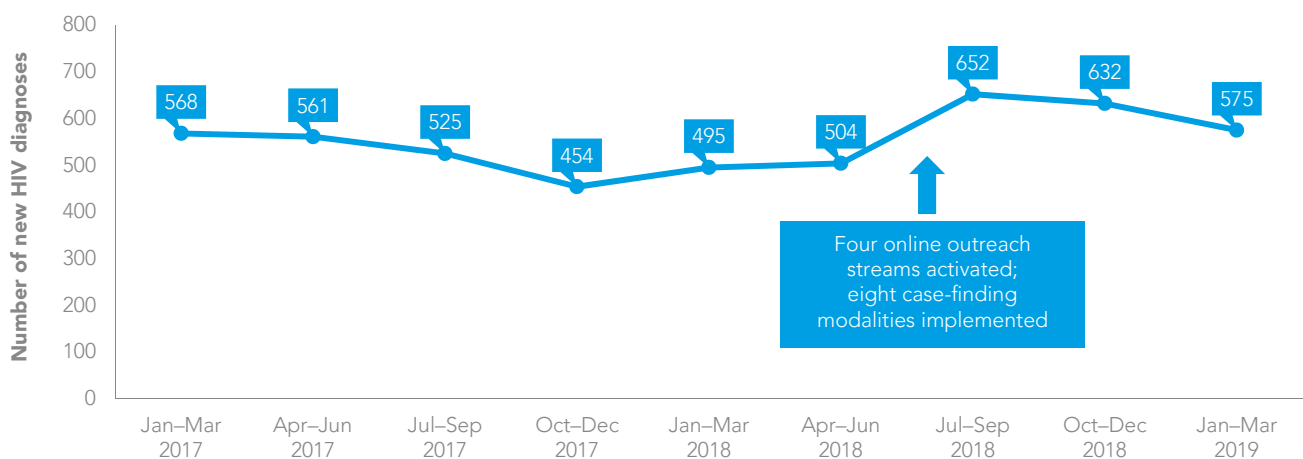 Number of new HIV diagnoses
800
700
600
500
400
300
200
100
0
568
561
525
454
495
504
652
632
575
Four online outreach
streams activated;
eight case-finding
modalities implemented
Jan–Mar
2017
Apr–Jun
2017
Jul–Sep
2017
Oct–Dec
2017
Jan–Mar
2018
Apr–Jun
2018
Jul–Sep
2018
Oct–Dec
2018
Jan–Mar
2019